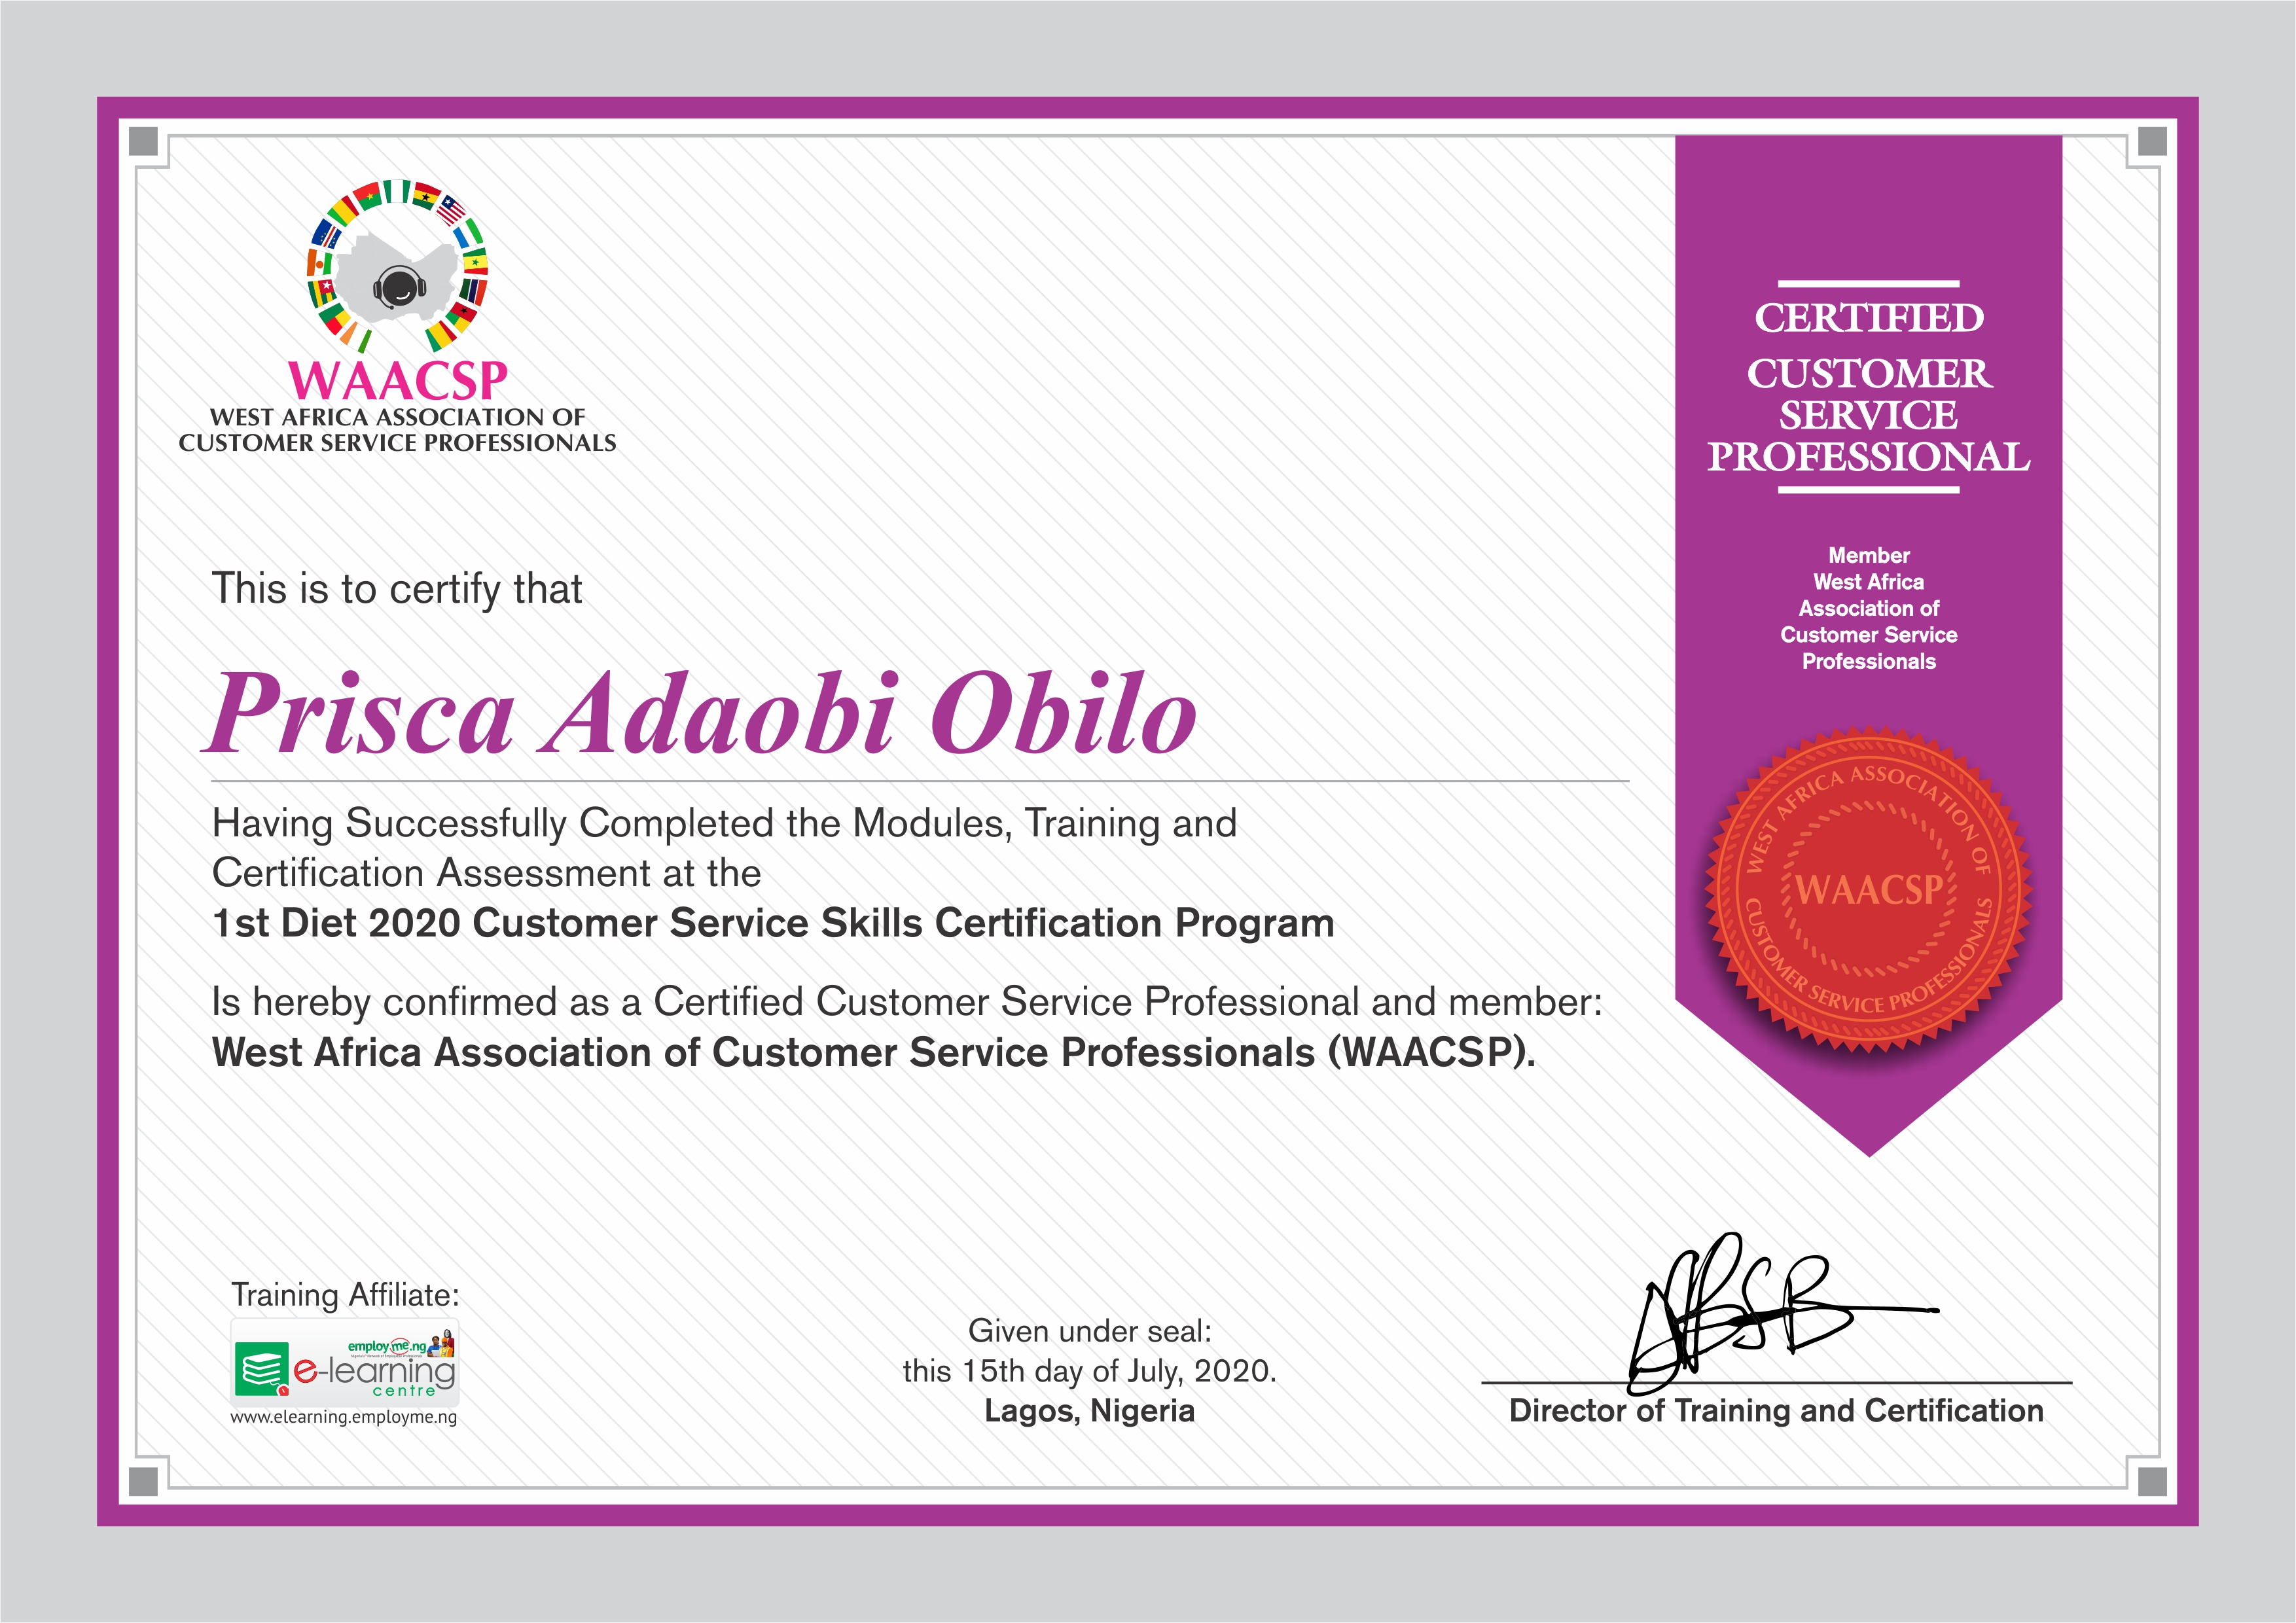 WAACSP
WEST AFRICA ASSOCIATION OF
CUSTOMER SERVICE PROFESSIONALS
CERTIFIED
CUSTOMER
SERVICE
PROFESSIONAL
Member
West Africa
Association of
Customer Service
Professionals
This is to certify that
Prisca Adaobi Obilo
Having Successfully Completed the Modules, Training and
Certification Assessment at the
1st Diet 2020 Customer Service Skills Certification Program
Is hereby confirmed as a Certified Customer Service Professional and member:
West Africa Association of Customer Service Professionals (WAACSP).
WEST AFRICA ASSOCIATION OF
WAACSP
CUSTOMER SERVICE PROFESSIONALS
Training Affiliate:
employ me.ng
e-learning
centre
www.elearning.employme.ng
Given under seal:
this 15th day of July, 2020.
Lagos, Nigeria
Director of Training and Certification